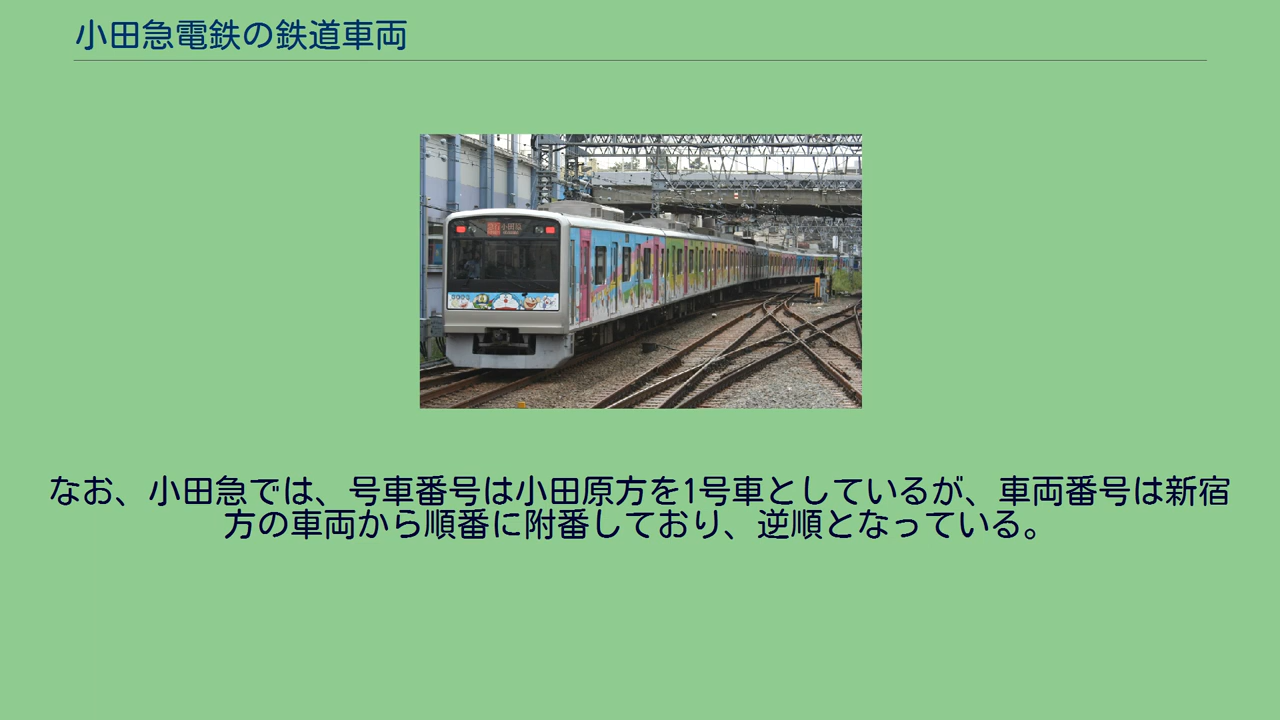 小田急電鉄の鉄道車両
なお、小田急では、号車番号は小田原方を1号車としているが、車両番号は新宿
方の車両から順番に附番しており、逆順となっている。